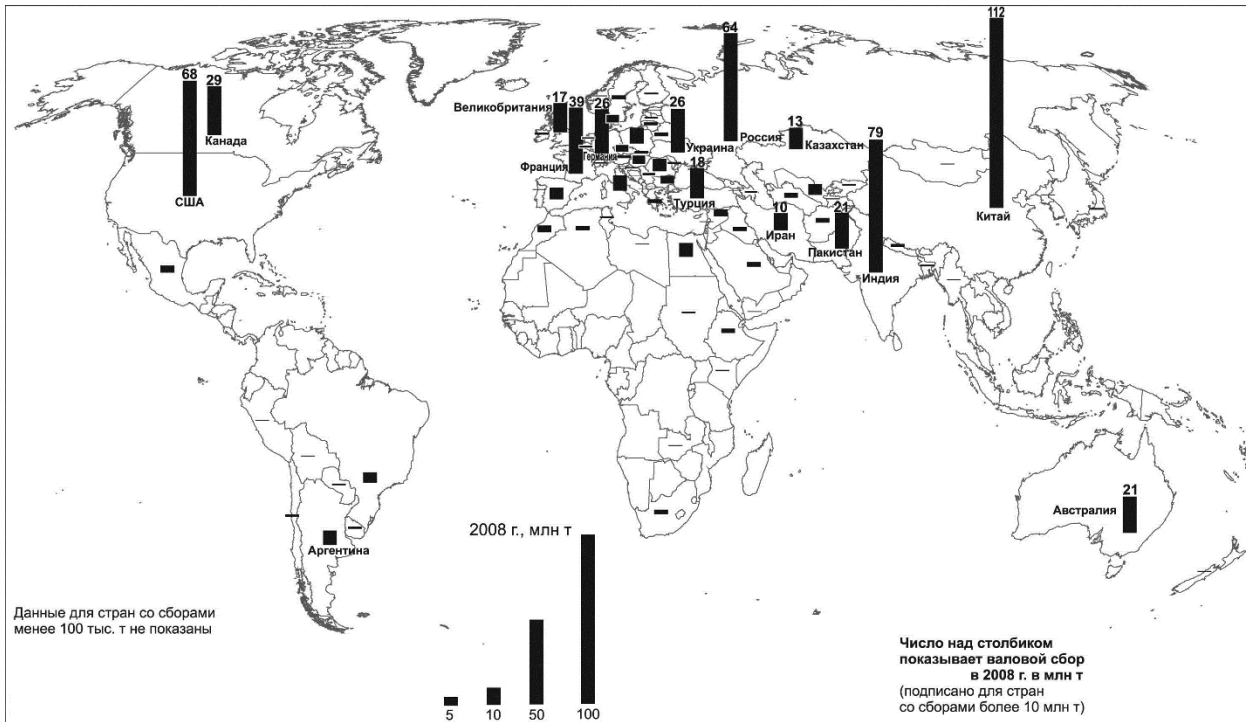 112
64
68
29
Канада
США
17
Великобритания
39
Франция
26
Германия
26
Украина
Россия
13
Казахстан
79
18
Турция
10
Иран
21
Пакистан
Индия
Китай
21
Австралия
Аргентина
2008 г., млн т
5
10
50
100
Данные для стран со сборами
менее 100 тыс. т не показаны
Число над столбиком
показывает валовой сбор
в 2008 г. в млн т
(подписано для стран
со сборами более 10 млн т)